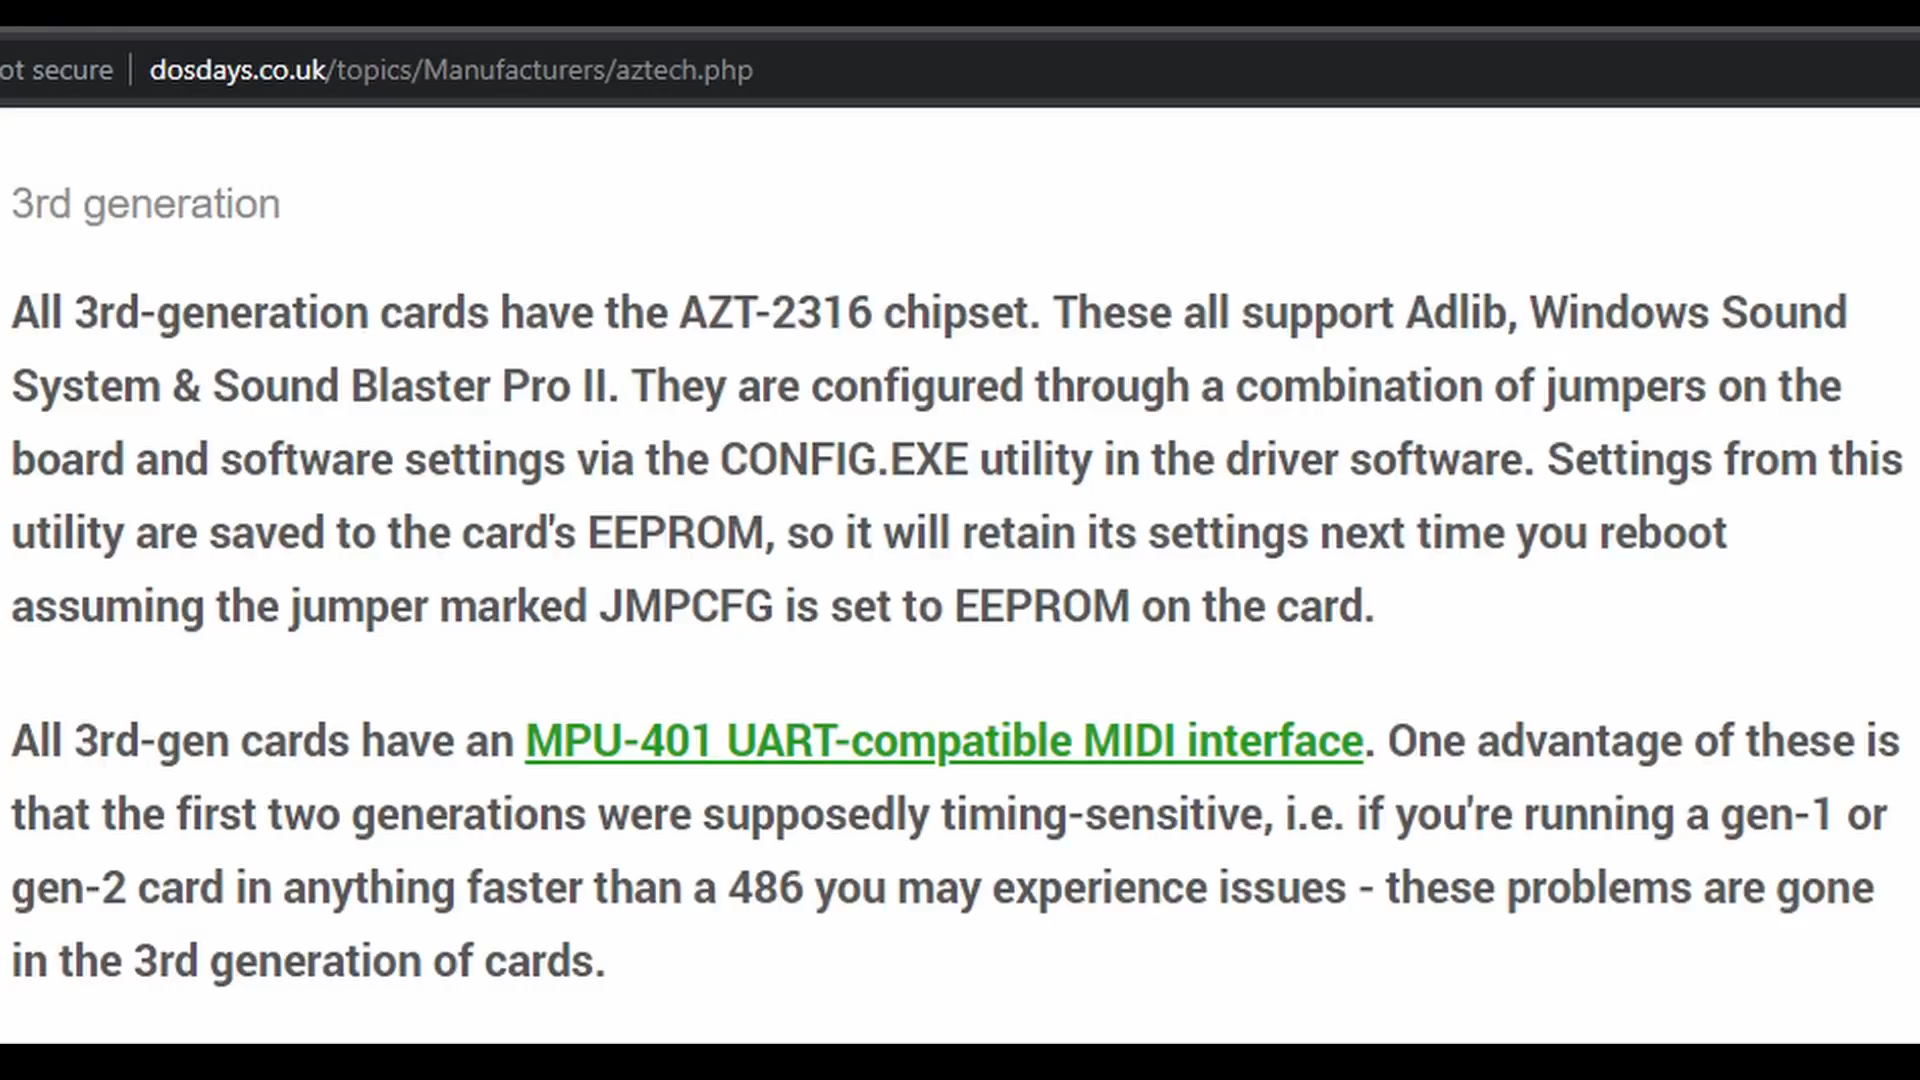 ot secure | dosdays.co.uk/topics/Manufacturers/aztech.php
3rd generation
All 3rd-generation cards have the AZT-2316 chipset. These all support Adlib, Windows Sound
System & Sound Blaster Pro II. They are configured through a combination of jumpers on the
board and software settings via the CONFIG.EXE utility in the driver software. Settings from this
utility are saved to the card's EEPROM, so it will retain its settings next time you reboot
assuming the jumper marked JMPCFG is set to EEPROM on the card.
All 3rd-gen cards have an MPU-401 UART-compatible MIDI interface. One advantage of these is
that the first two generations were supposedly timing-sensitive, i.e. if you're running a gen-1 or
gen-2 card in anything faster than a 486 you may experience issues - these problems are gone
in the 3rd generation of cards.